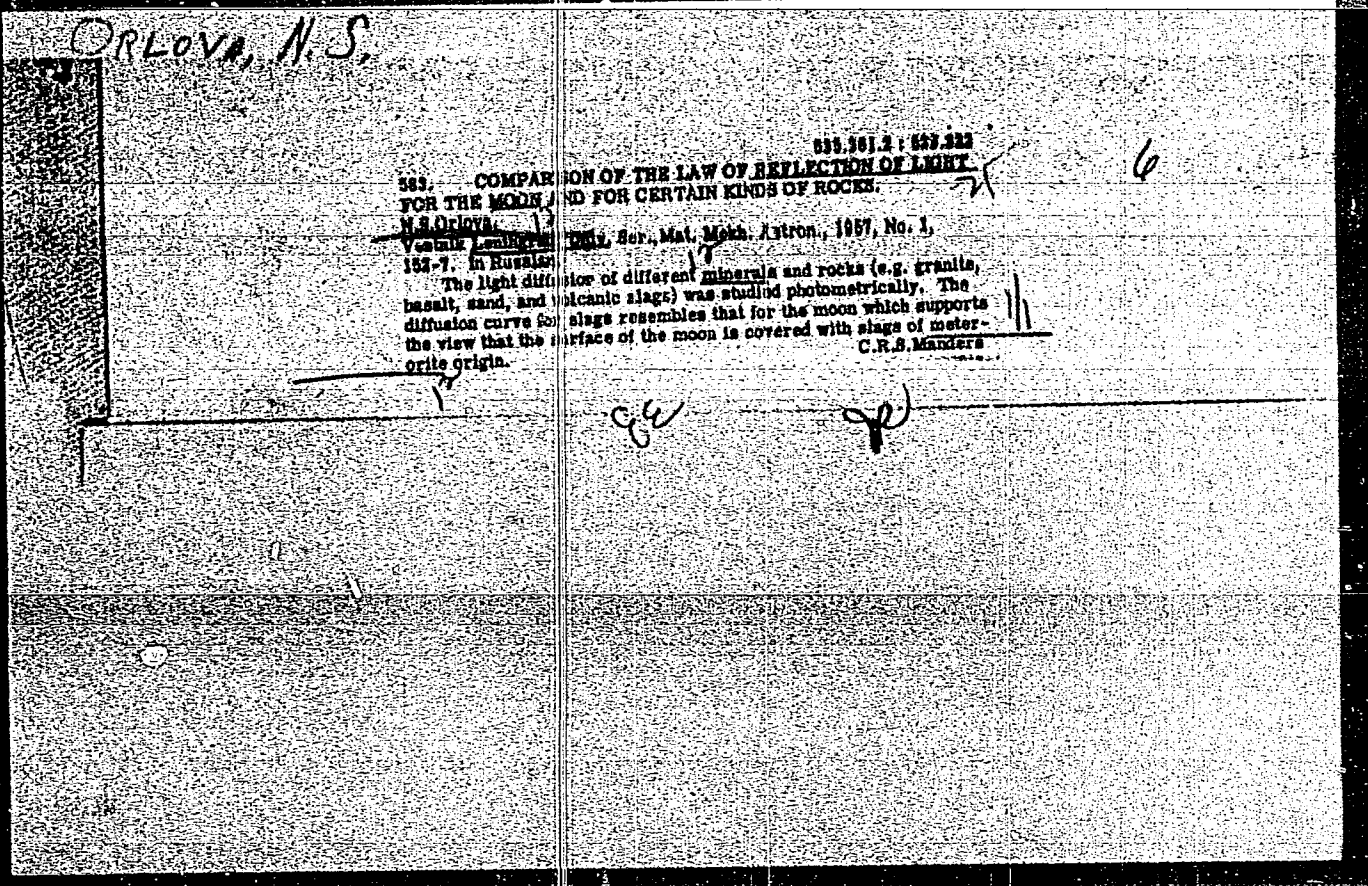 ORLOVA, N.S.
6
535.361.2 : 523.322
563. COMPARISON OF THE LAW OF REFLECTION OF LIGHT
FOR THE MOON AND FOR CERTAIN KINDS OF ROCKS.
N.S.Orlova.
Vestnik Leningrad Univ., Ser., Mat. Mekh. Astron., 1957, No. 1,
152-7. In Russian
The light diffusion of different minerals and rocks (e.g. granite,
basalt, sand, and volcanic slags) was studied photometrically. The
diffusion curve for slags resembles that for the moon which supports
the view that the surface of the moon is covered with slags of meter-
orite origin.
C.R.S.Manders